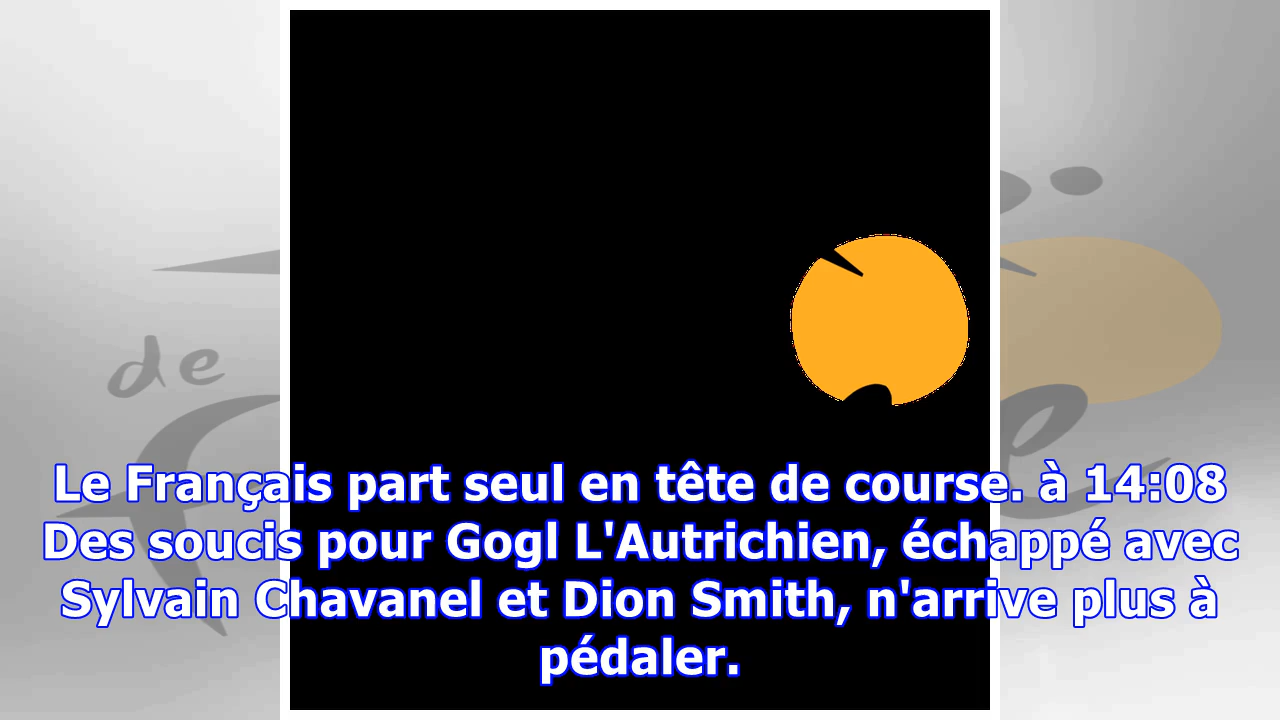 de
Le Français part seul en tête de course. à 14:08
Des soucis pour Gogl L'Autrichien, échappé avec
Sylvain Chavanel et Dion Smith, n'arrive plus à
pédaler.